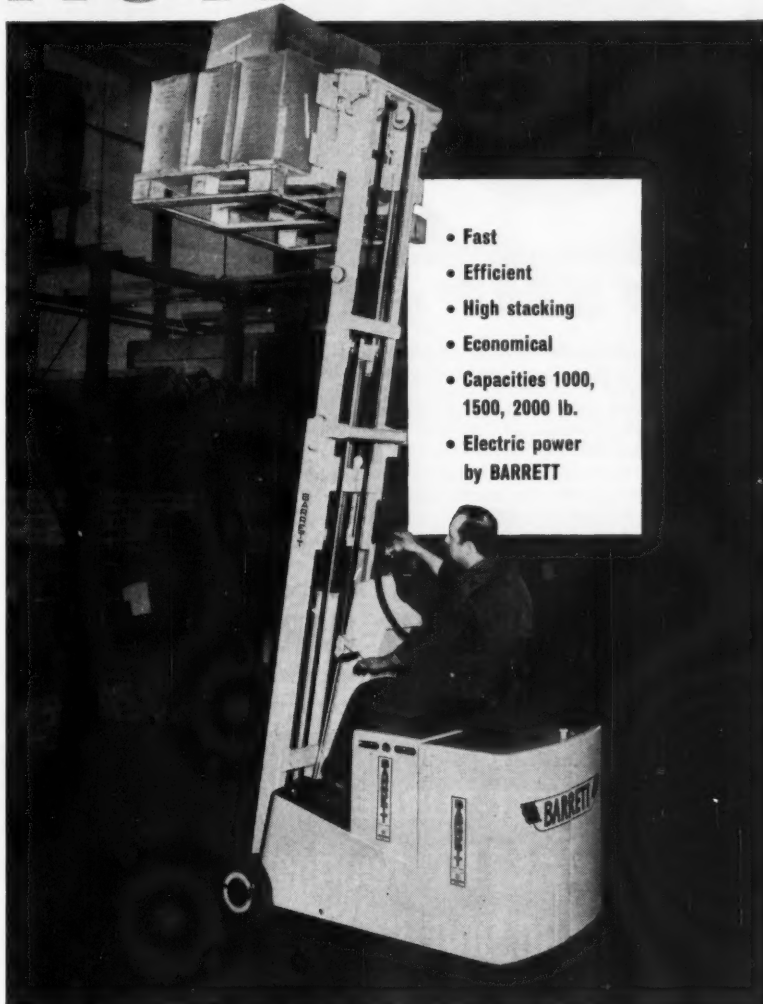 • Fast
• Efficient
• High stacking
• Economical
• Capacities 1000,
1500, 2000 lb.
• Electric power
by BARRETT
BARRETT
BARRETT
BARRETT
BARRETT